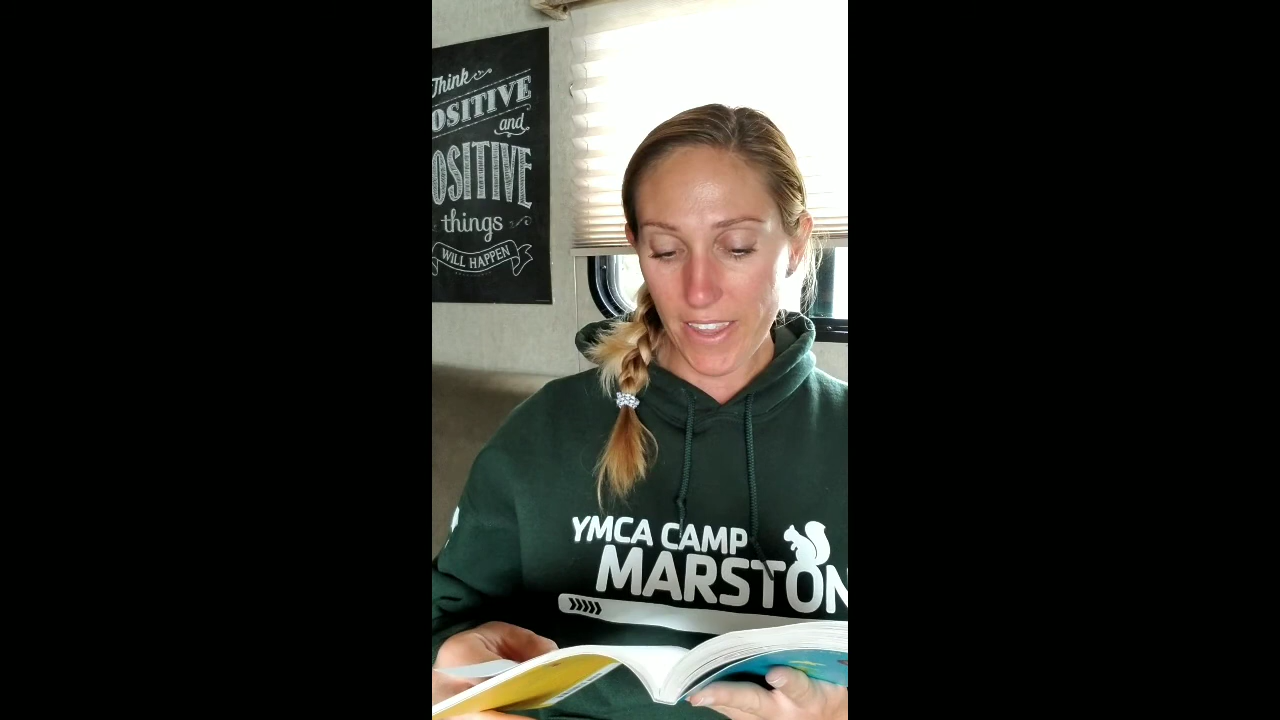 Think
OSITIVE
and
OSITIVE
things
WILL HAPPEN
YMCA CAMP
MARSTON